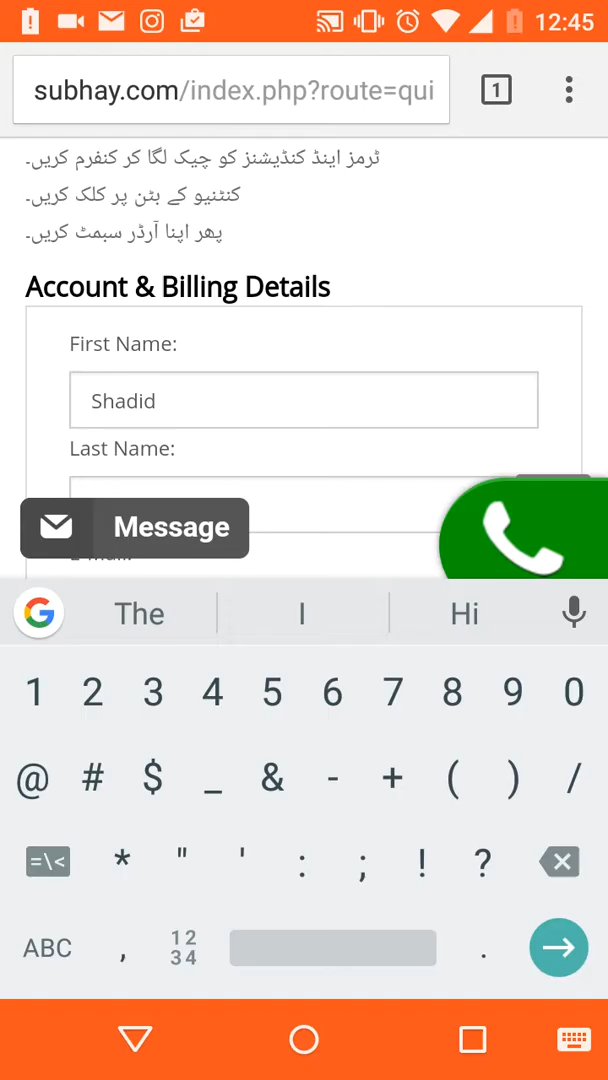 12:45
subhay.com/index.php?route=qui
1
ٹرمز اینڈ کنڈیشنز کو چیک لگا کر کنفرم کریں۔
کنٹنیو کے بٹن پر کلک کریں۔
پھر اپنا آرڈر سبمٹ کریں۔
Account & Billing Details
First Name:
Shadid
Last Name:
Message
The I Hi
1 2 3 4 5 6 7 8 9 0
@ # $ _ & - + ( ) /
=\< * " ' : ; ! ?
ABC , 12 34 .